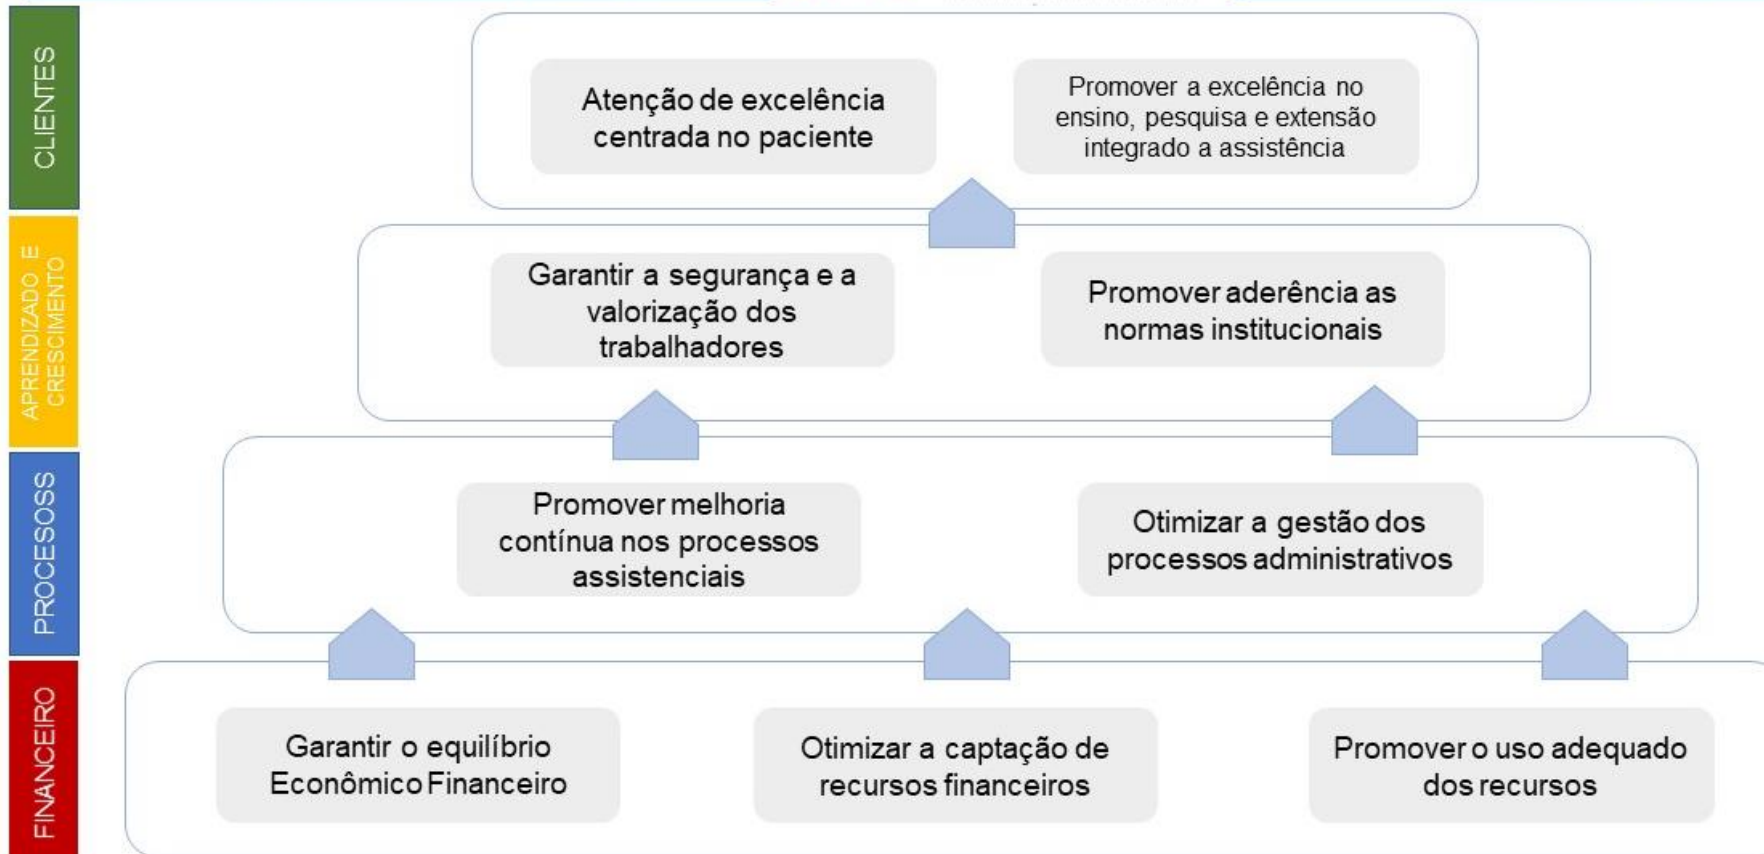 CLIENTES
Atenção de excelência
centrada no paciente
Promover a excelência no
ensino, pesquisa e extensão
integrado a assistência
APRENDIZADO E
CRESCIMENTO
Garantir a segurança e a
valorização dos
trabalhadores
Promover aderência as
normas institucionais
PROCESOSS
Promover melhoria
contínua nos processos
assistenciais
Otimizar a gestão dos
processos administrativos
FINANCEIRO
Garantir o equilíbrio
Econômico Financeiro
Otimizar a captação de
recursos financeiros
Promover o uso adequado
dos recursos